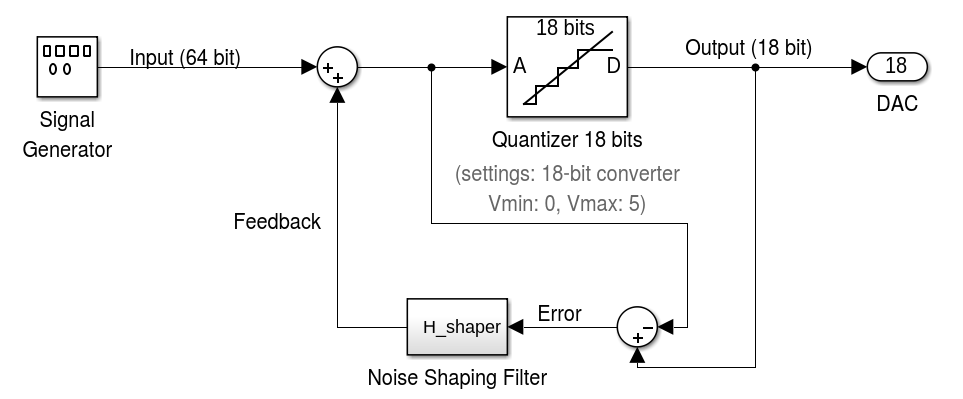 18 bits
Input (64 bit)
Output (18 bit)
A
D
18
+
+
DAC
Signal
Generator
Quantizer 18 bits
(settings: 18-bit converter
Vmin: 0, Vmax: 5)
Feedback
Error
H_shaper
−
+
Noise Shaping Filter